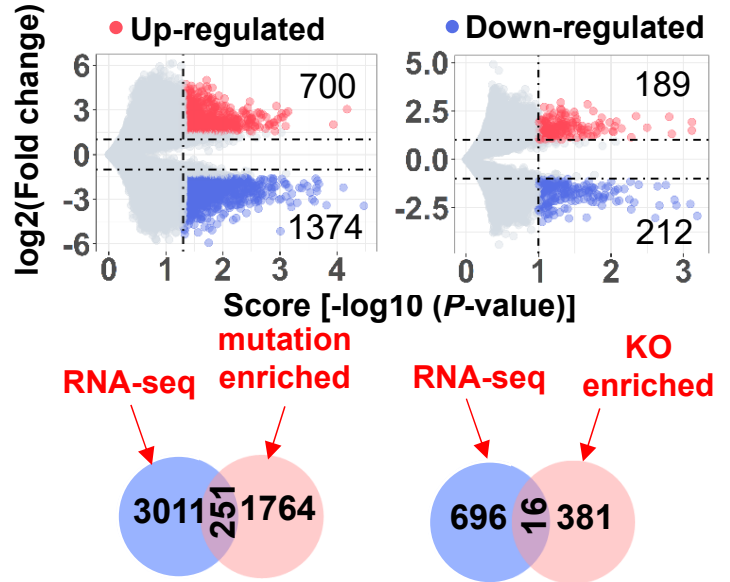 Up-regulated
Down-regulated
log2(Fold change)
6
3
0
-3
-6
700
1374
0 1 2 3 4
5.0
2.5
0.0
-2.5
189
212
0 1 2 3
Score [-log10 (P-value)]
RNA-seq
mutation
enriched
3011 251 1764
RNA-seq
KO
enriched
696 16 381